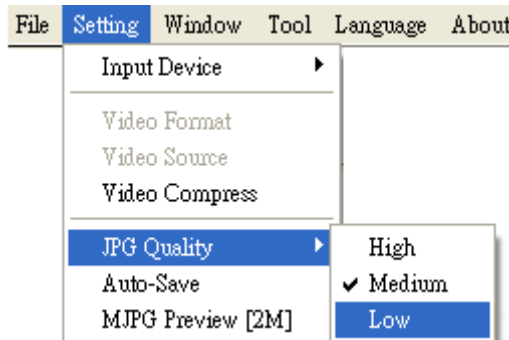 File Setting Window Tool Language About
Input Device
Video Format
Video Source
Video Compress
JPG Quality
High
Auto-Save
Medium
MJPG Preview [2M]
Low